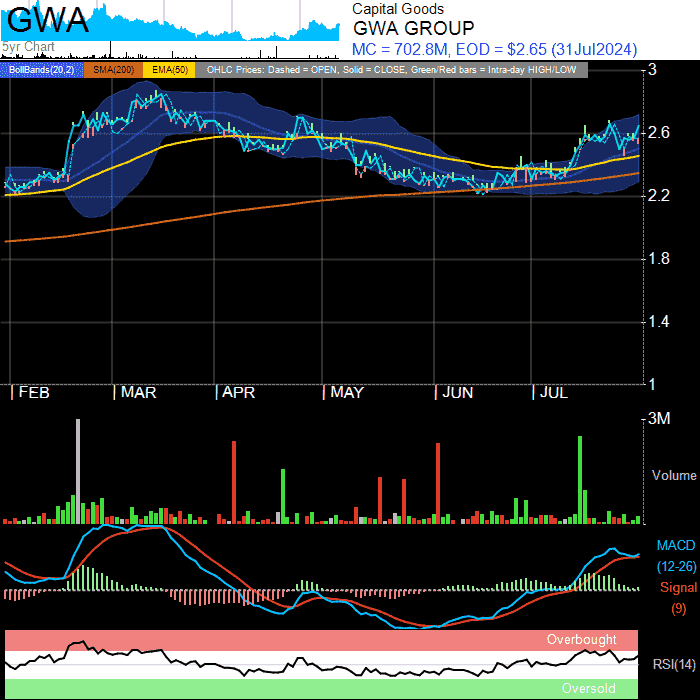 GWA
5yr Chart
Capital Goods
GWA GROUP
MC = 702.8M, EOD = $2.65 (31Jul2024)
BollBands(20,2) SMA(200) EMA(50) OHLC Prices: Dashed = OPEN, Solid = CLOSE, Green/Red bars = Intra-day HIGH/LOW
3
2.6
2.2
1.8
1.4
1
FEB MAR APR MAY JUN JUL
3M
Volume
MACD
(12-26)
Signal
(9)
Overbought
RSI(14)
Oversold